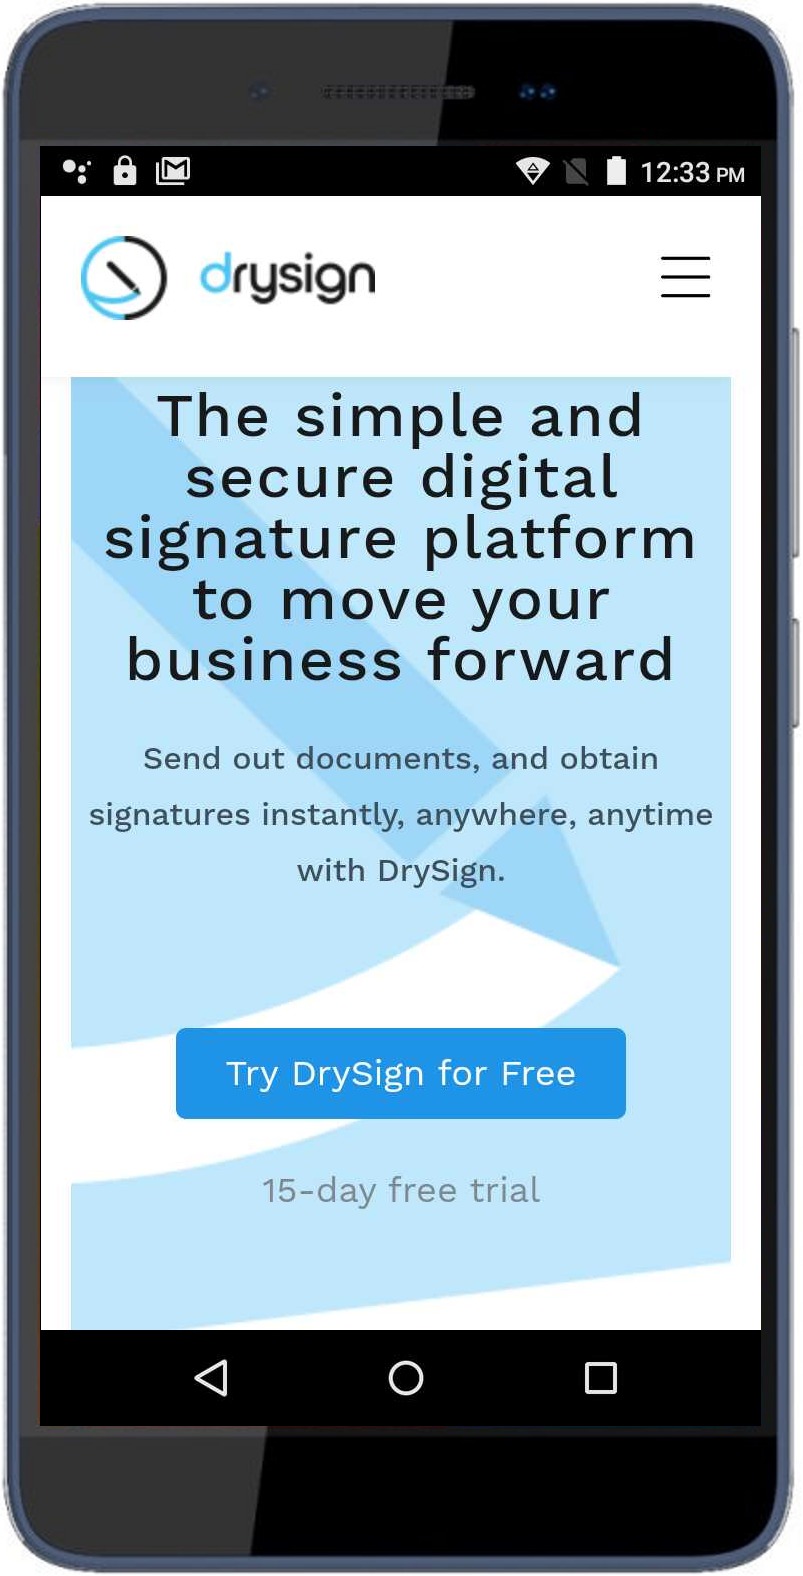 12:33 PM
drysign
The simple and
secure digital
signature platform
to move your
business forward
Send out documents, and obtain
signatures instantly, anywhere, anytime
with DrySign.
Try DrySign for Free
15-day free trial